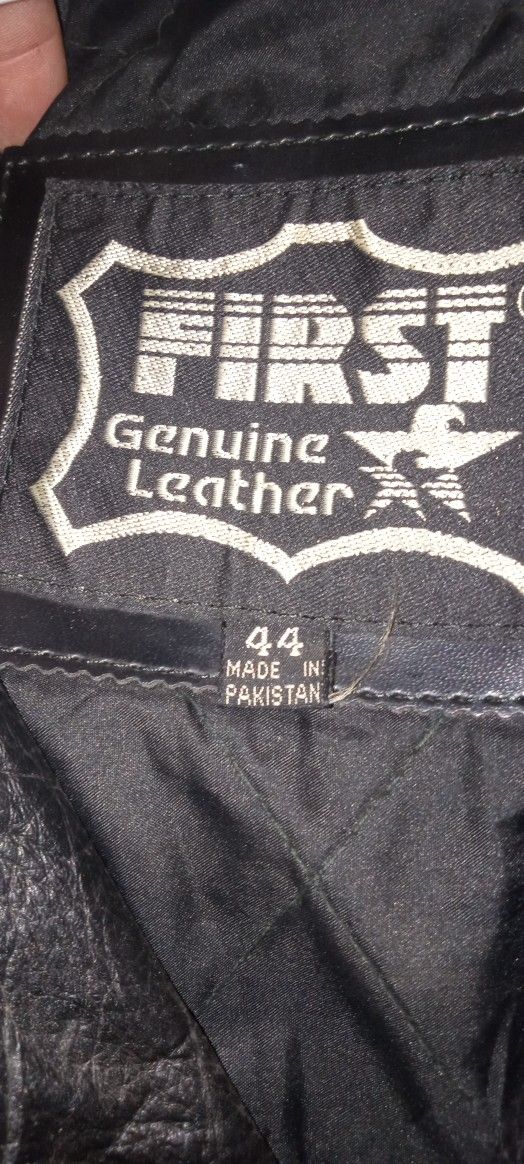 FIRST
Genuine
Leather
44
MADE IN
PAKISTAN